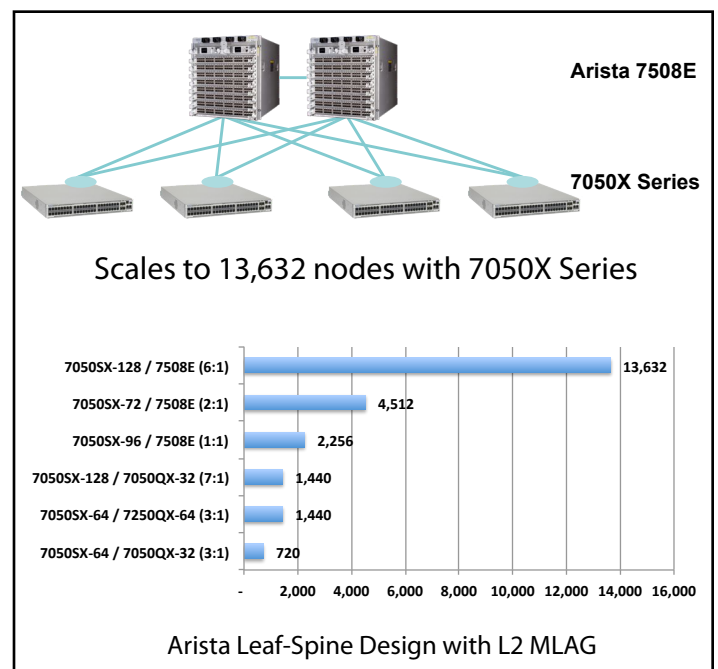 Arista 7508E
7050X Series
Scales to 13,632 nodes with 7050X Series
7050SX-128 / 7508E (6:1)
13,632
7050SX-72 / 7508E (2:1)
4,512
7050SX-96 / 7508E (1:1)
2,256
7050SX-128 / 7050QX-32 (7:1)
1,440
7050SX-64 / 7250QX-64 (3:1)
1,440
7050SX-64 / 7050QX-32 (3:1)
720
- 2,000 4,000 6,000 8,000 10,000 12,000 14,000 16,000
Arista Leaf-Spine Design with L2 MLAG